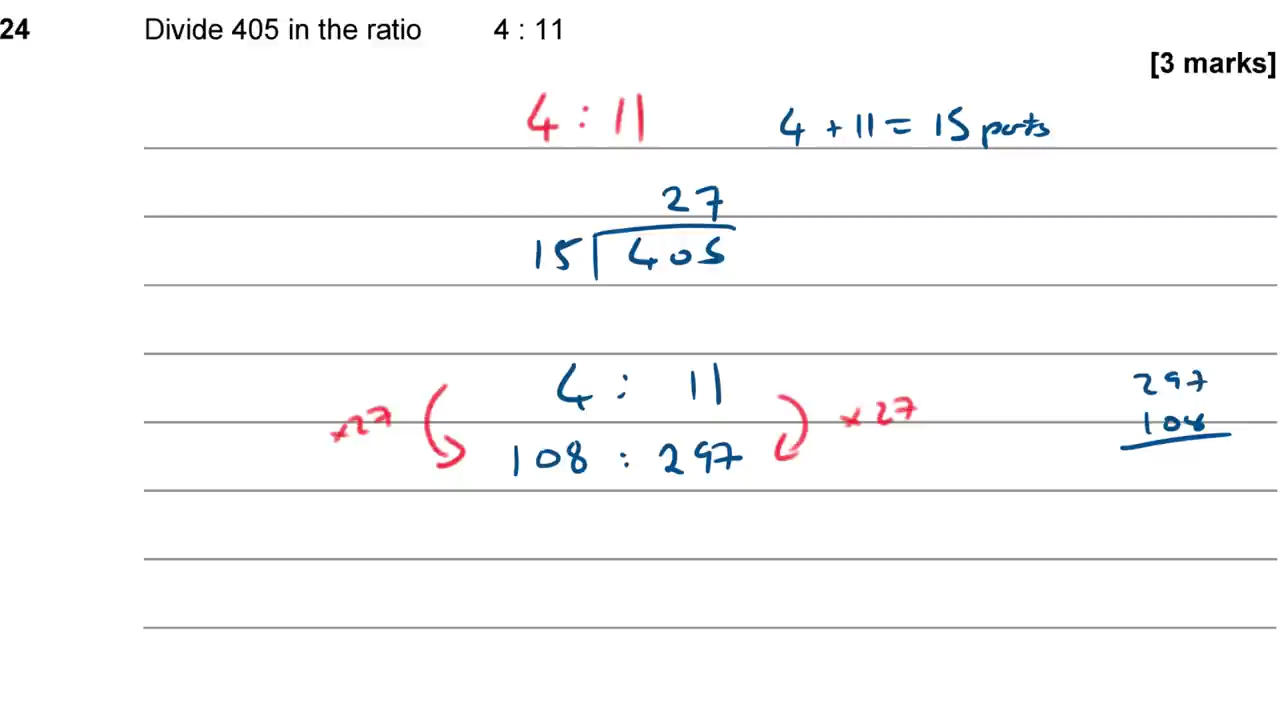 24 Divide 405 in the ratio 4 : 11
[3 marks]
4 : 11 4 + 11 = 15 parts
27
15 405
4 : 11
×27 ×27
108 : 297
297
108